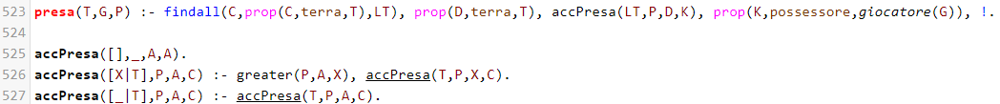 523 presa(T,G,P) :- findall(C,prop(C,terra,T),LT), prop(D,terra,T), accPresa(LT,P,D,K), prop(K,possessore,giocatore(G)), !.
524
525 accPresa([],_,A,A).
526 accPresa([X|T],P,A,C) :- greater(P,A,X), accPresa(T,P,X,C).
527 accPresa([_|T],P,A,C) :- accPresa(T,P,A,C).